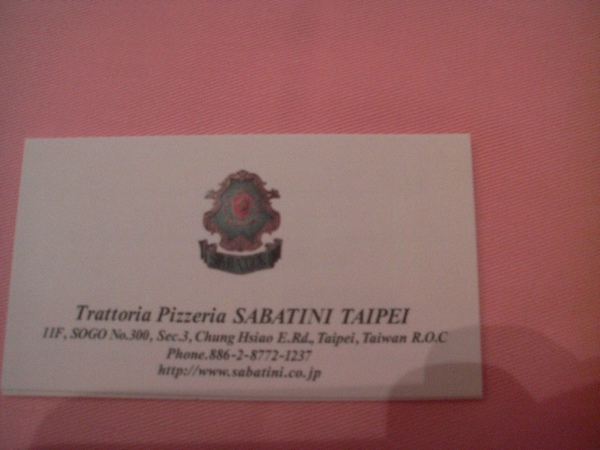 SABATINI
Trattoria Pizzeria SABATINI TAIPEI
11F, SOGO No.300, Sec.3, Chung Hsiao E.Rd., Taipei, Taiwan R.O.C
Phone.886-2-8772-1237
http://www.sabatini.co.jp